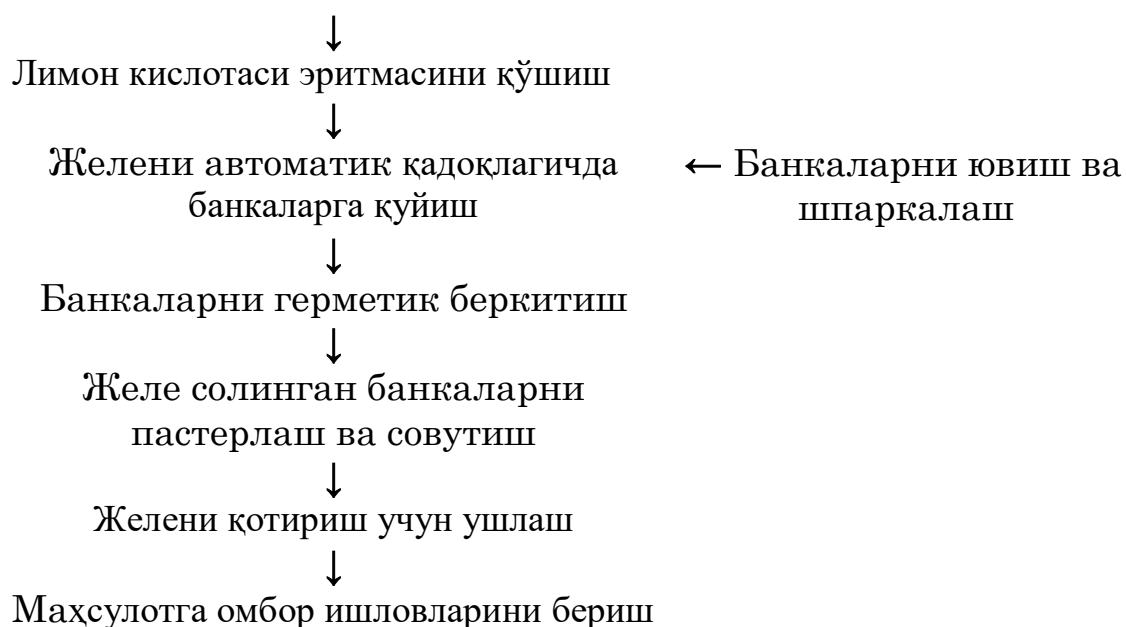 ↓
Лимон кислотаси эритмасини қўшиш
↓
Желени автоматик қадоқлагичда
банкаларга қуйиш
← Банкаларни ювиш ва
шпаркалаш
↓
Банкаларни герметик беркитиш
↓
Желе солинган банкаларни
пастерлаш ва совутиш
↓
Желени қотириш учун ушлаш
↓
Маҳсулотга омбор ишловларини бериш